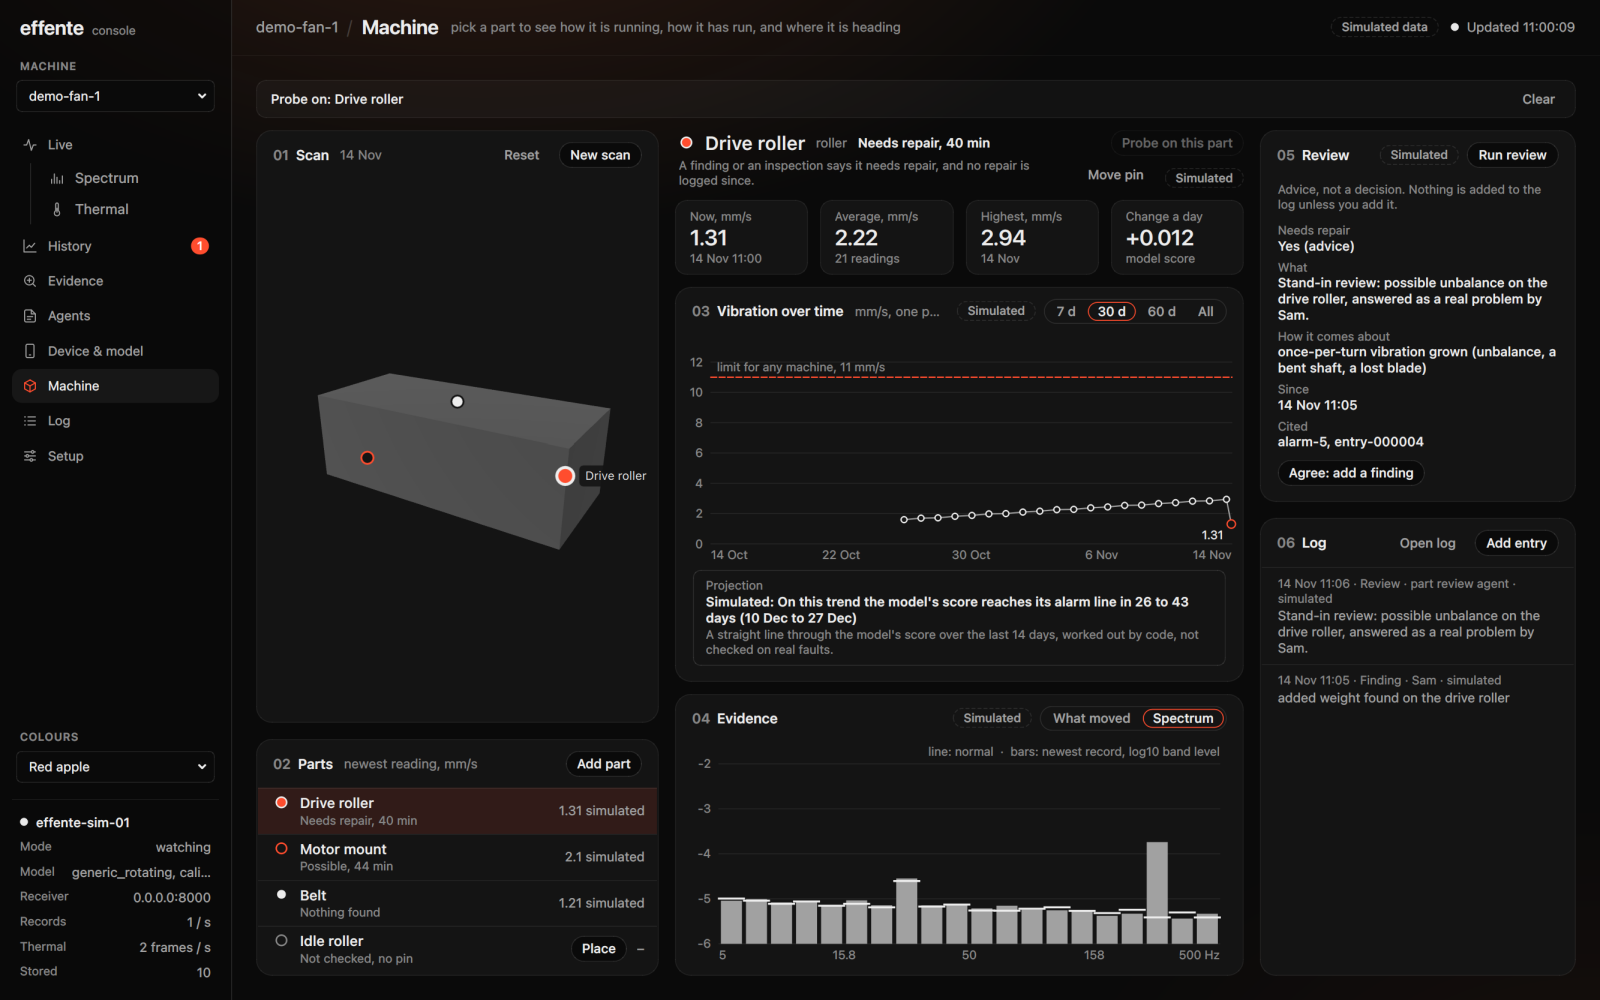 effente console
MACHINE
demo-fan-1
Live
Spectrum
Thermal
History
1
Evidence
Agents
Device & model
Machine
Log
Setup
COLOURS
Red apple
effente-sim-01
Mode watching
Model generic_rotating, cali...
Receiver 0.0.0.0:8000
Records 1 / s
Thermal 2 frames / s
Stored 10
demo-fan-1 / Machine pick a part to see how it is running, how it has run, and where it is heading
Simulated data
Updated 11:00:09
Probe on: Drive roller
Clear
01 Scan 14 Nov
Reset
New scan
Drive roller
02 Parts newest reading, mm/s
Add part
Drive roller
Needs repair, 40 min
1.31 simulated
Motor mount
Possible, 44 min
2.1 simulated
Belt
Nothing found
1.21 simulated
Idle roller
Not checked, no pin
Place
–
Drive roller roller Needs repair, 40 min
Probe on this part
A finding or an inspection says it needs repair, and no repair is
logged since.
Move pin
Simulated
Now, mm/s
1.31
14 Nov 11:00
Average, mm/s
2.22
21 readings
Highest, mm/s
2.94
14 Nov
Change a day
+0.012
model score
03 Vibration over time mm/s, one p...
Simulated
7 d
30 d
60 d
All
12
limit for any machine, 11 mm/s
10
8
6
4
2
1.31
0
14 Oct
22 Oct
30 Oct
6 Nov
14 Nov
Projection
Simulated: On this trend the model's score reaches its alarm line in 26 to 43
days (10 Dec to 27 Dec)
A straight line through the model's score over the last 14 days, worked out by code, not
checked on real faults.
04 Evidence
Simulated
What moved
Spectrum
line: normal · bars: newest record, log10 band level
-2
-3
-4
-5
-6
5
15.8
50
158
500 Hz
05 Review
Simulated
Run review
Advice, not a decision. Nothing is added to the
log unless you add it.
Needs repair
Yes (advice)
What
Stand-in review: possible unbalance on the
drive roller, answered as a real problem by
Sam.
How it comes about
once-per-turn vibration grown (unbalance, a
bent shaft, a lost blade)
Since
14 Nov 11:05
Cited
alarm-5, entry-000004
Agree: add a finding
06 Log
Open log
Add entry
14 Nov 11:06 · Review · part review agent ·
simulated
Stand-in review: possible unbalance on the
drive roller, answered as a real problem by
Sam.
14 Nov 11:05 · Finding · Sam · simulated
added weight found on the drive roller